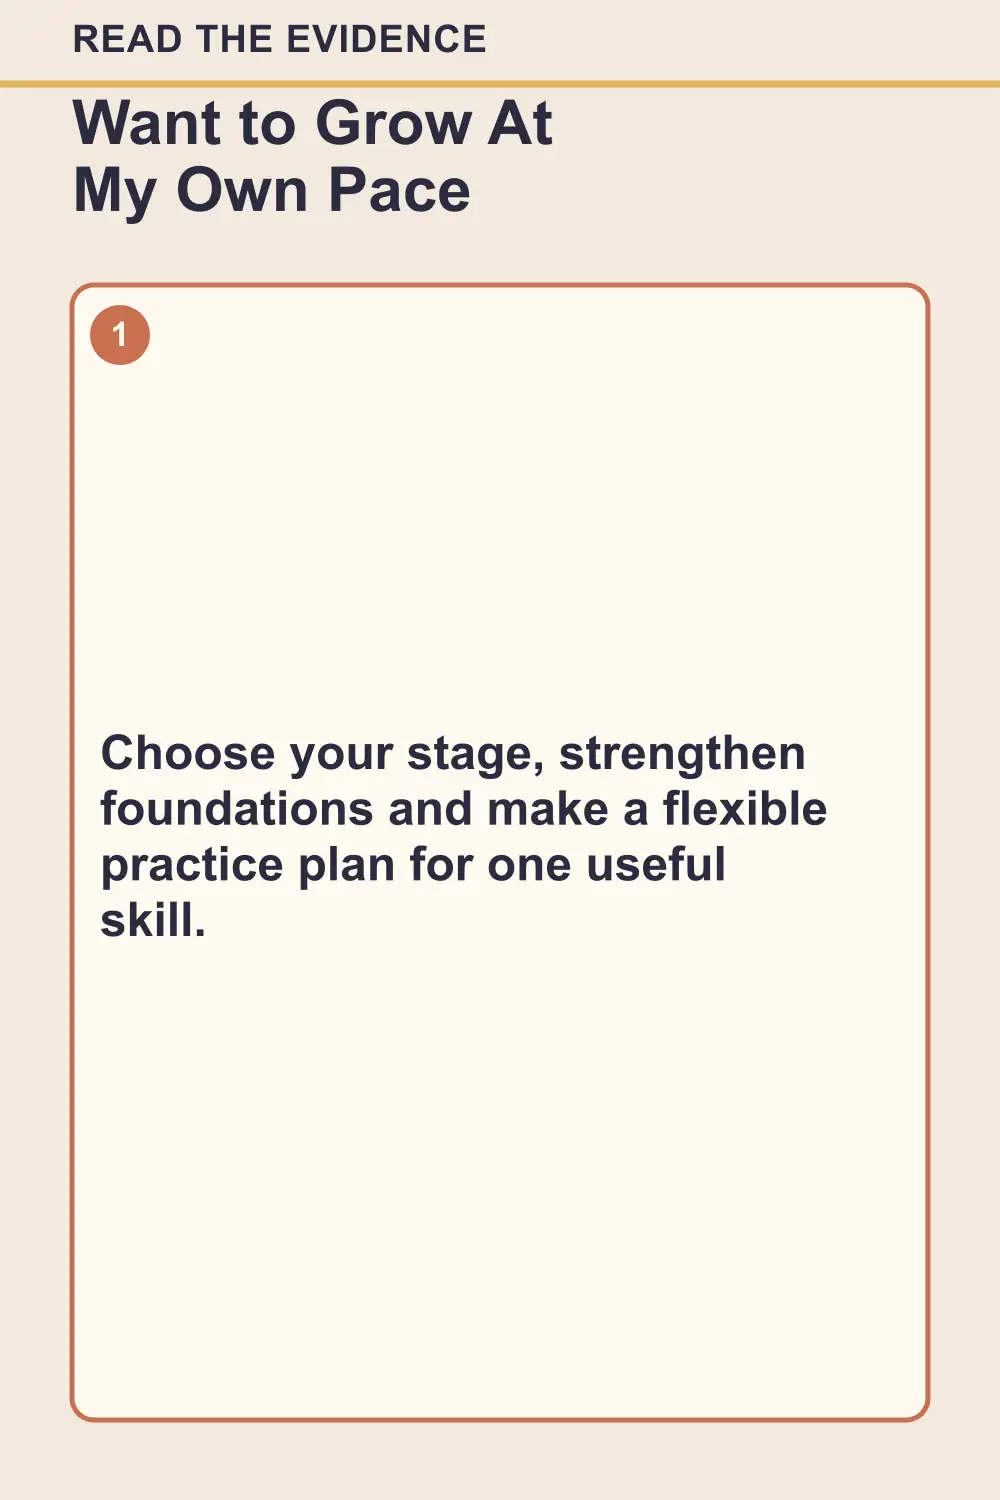 READ THE EVIDENCE
Want to Grow At
My Own Pace
1
Choose your stage, strengthen
foundations and make a flexible
practice plan for one useful
skill.